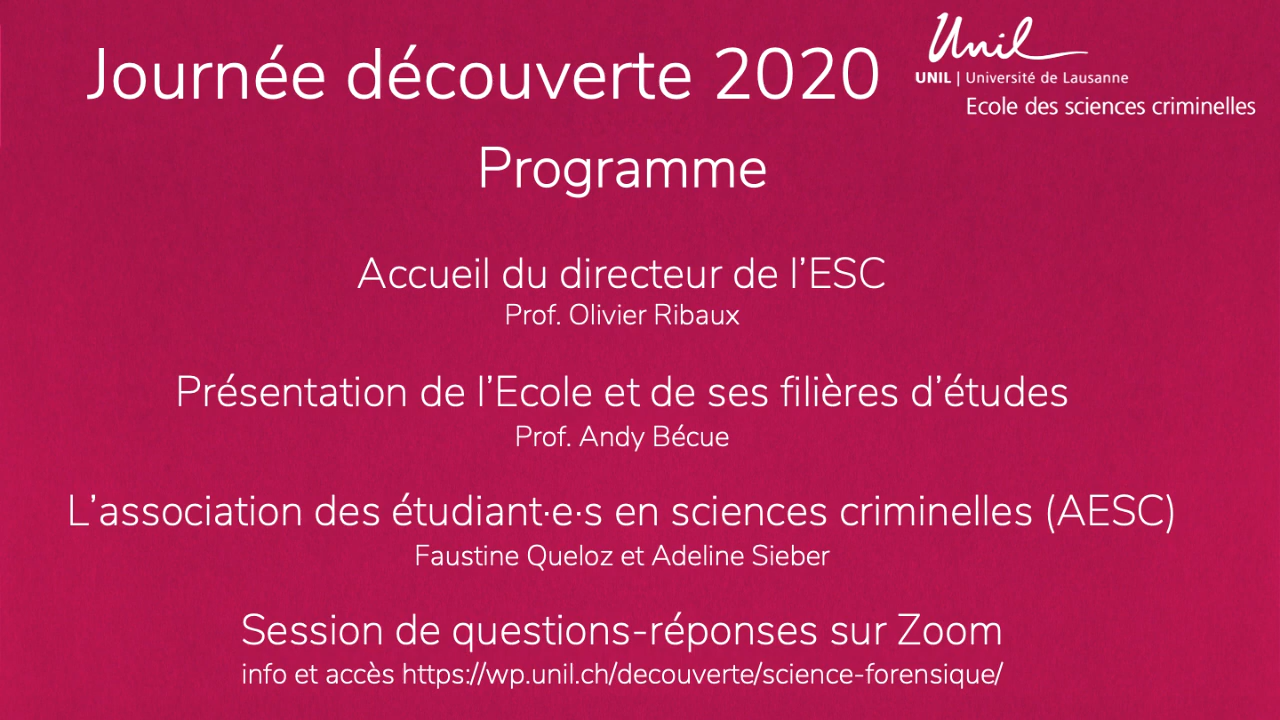 Journée découverte 2020
Unil
UNIL | Université de Lausanne
Ecole des sciences criminelles
Programme
Accueil du directeur de l’ESC
Prof. Olivier Ribaux
Présentation de l’Ecole et de ses filières d’études
Prof. Andy Bécue
L’association des étudiant·e·s en sciences criminelles (AESC)
Faustine Queloz et Adeline Sieber
Session de questions-réponses sur Zoom
info et accès https://wp.unil.ch/decouverte/science-forensique/